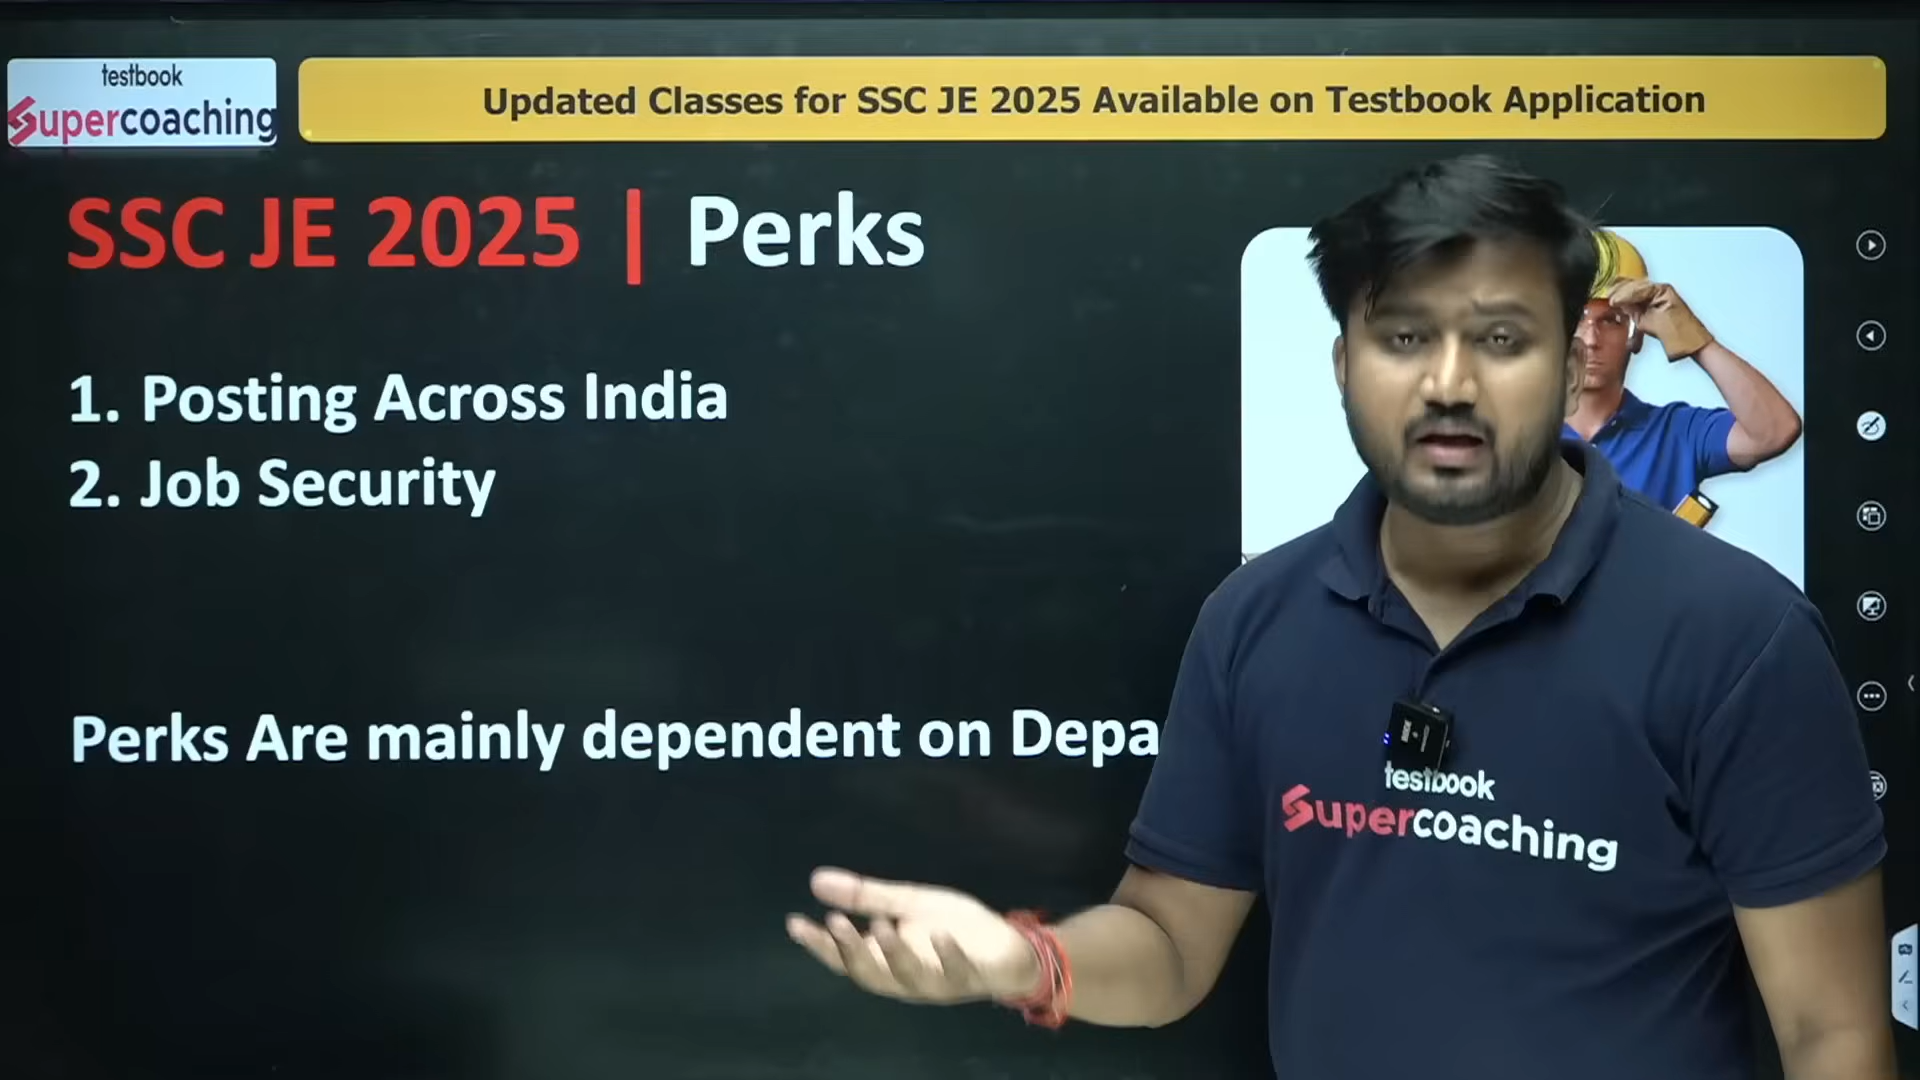 testbook
Supercoaching
Updated Classes for SSC JE 2025 Available on Testbook Application
SSC JE 2025 | Perks
1. Posting Across India
2. Job Security
Perks Are mainly dependent on Depa
testbook
Supercoaching